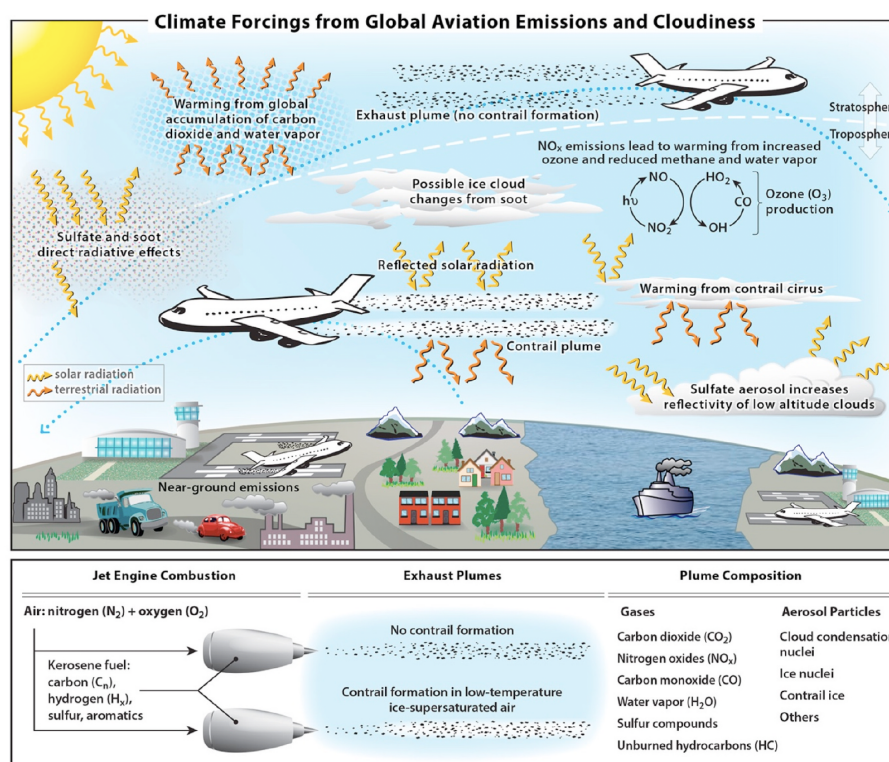 Climate Forcings from Global Aviation Emissions and Cloudiness
Warming from global
accumulation of carbon
dioxide and water vapor
Exhaust plume (no contrail formation)
Stratosphere
Troposphere
NOₓ emissions lead to warming from increased
ozone and reduced methane and water vapor
NO
HO₂
hυ
CO
NO₂
OH
Ozone (O₃)
production
Possible ice cloud
changes from soot
Sulfate and soot
direct radiative effects
Reflected solar radiation
Warming from contrail cirrus
Contrail plume
solar radiation
terrestrial radiation
Sulfate aerosol increases
reflectivity of low altitude clouds
Near-ground emissions
Jet Engine Combustion
Exhaust Plumes
Plume Composition
Air: nitrogen (N₂) + oxygen (O₂)
Kerosene fuel:
carbon (Cₙ),
hydrogen (Hₓ),
sulfur, aromatics
No contrail formation
Contrail formation in low-temperature
ice-supersaturated air
Gases
Carbon dioxide (CO₂)
Nitrogen oxides (NOₓ)
Carbon monoxide (CO)
Water vapor (H₂O)
Sulfur compounds
Unburned hydrocarbons (HC)
Aerosol Particles
Cloud condensation
nuclei
Ice nuclei
Contrail ice
Others